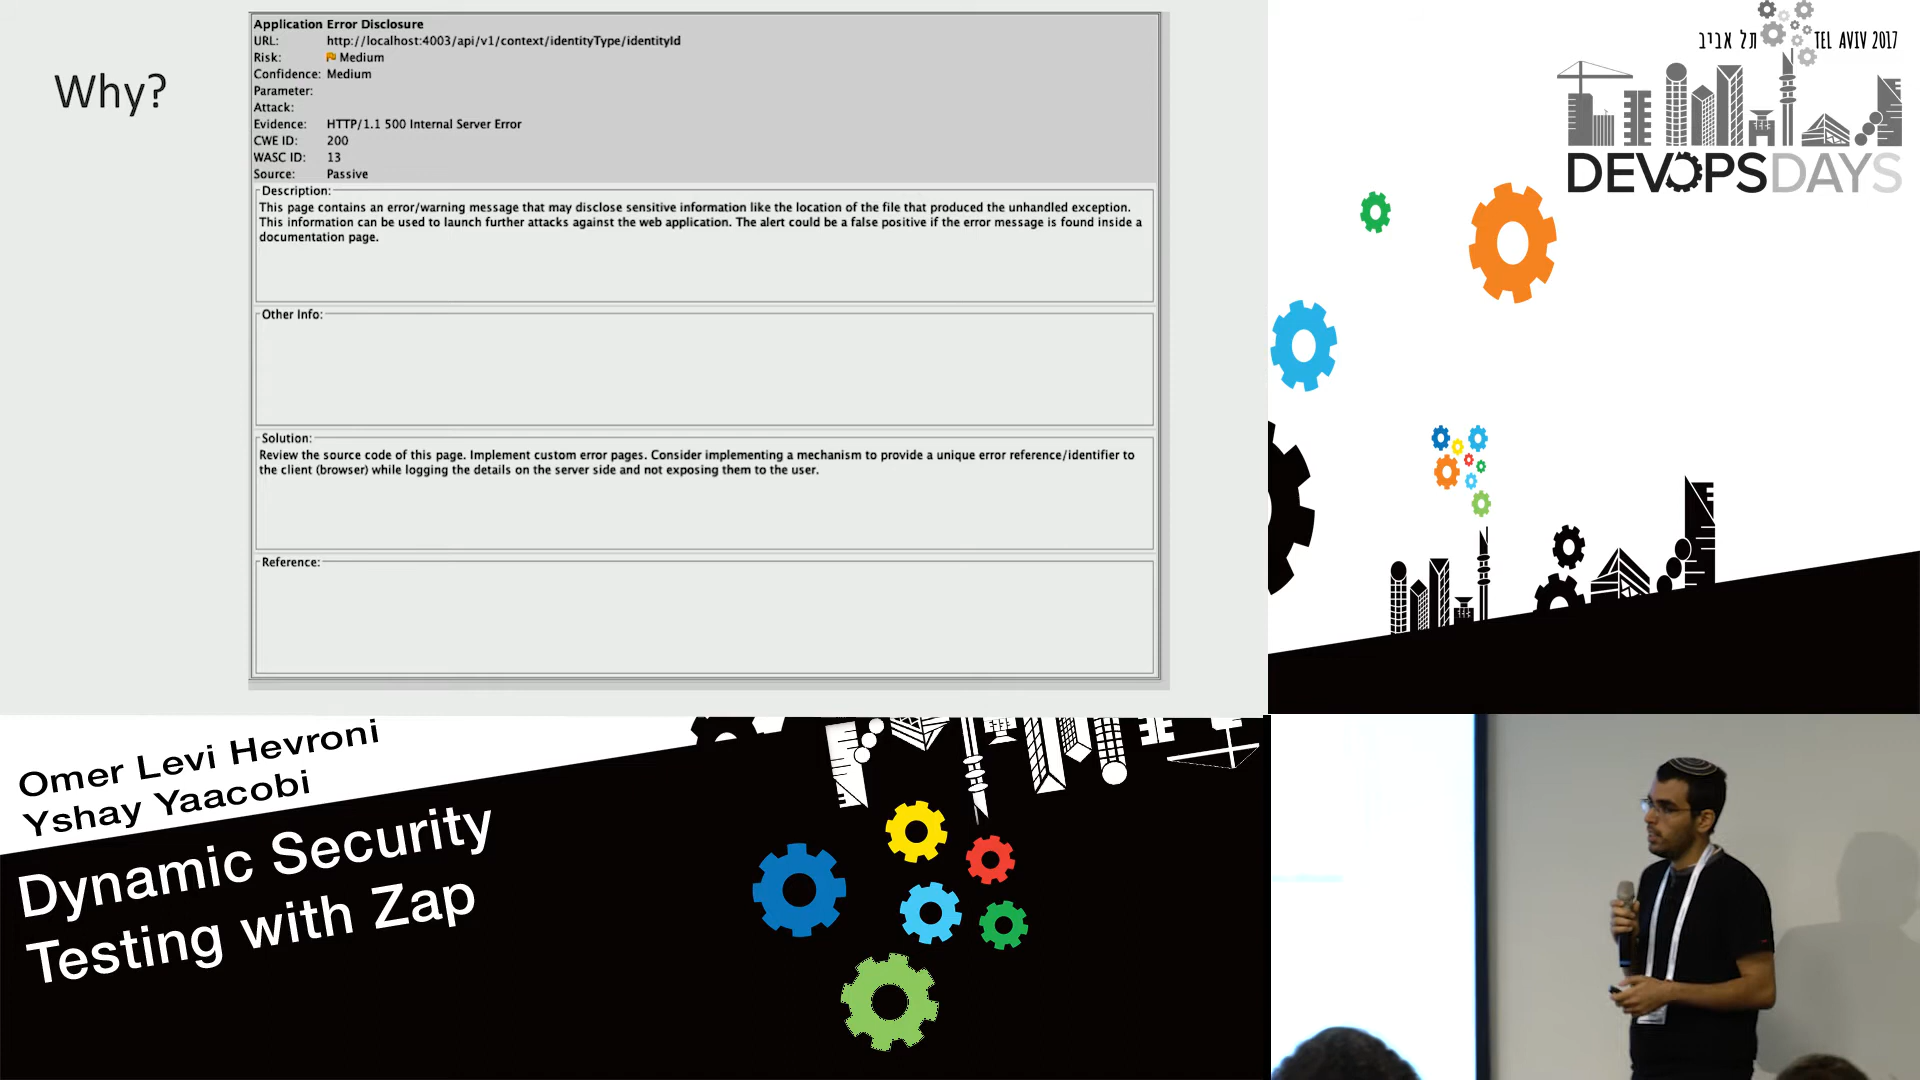 Why?
Application Error Disclosure
URL: http://localhost:4003/api/v1/context/identityType/identityId
Risk: Medium
Confidence: Medium
Parameter:
Attack:
Evidence: HTTP/1.1 500 Internal Server Error
CWE ID: 200
WASC ID: 13
Source: Passive
Description:
This page contains an error/warning message that may disclose sensitive information like the location of the file that produced the unhandled exception.
This information can be used to launch further attacks against the web application. The alert could be a false positive if the error message is found inside a
documentation page.
Other Info:
Solution:
Review the source code of this page. Implement custom error pages. Consider implementing a mechanism to provide a unique error reference/identifier to
the client (browser) while logging the details on the server side and not exposing them to the user.
Reference:
תל אביב TEL AVIV 2017
DEVOPSDAYS
Omer Levi Hevroni
Yshay Yaacobi
Dynamic Security
Testing with Zap